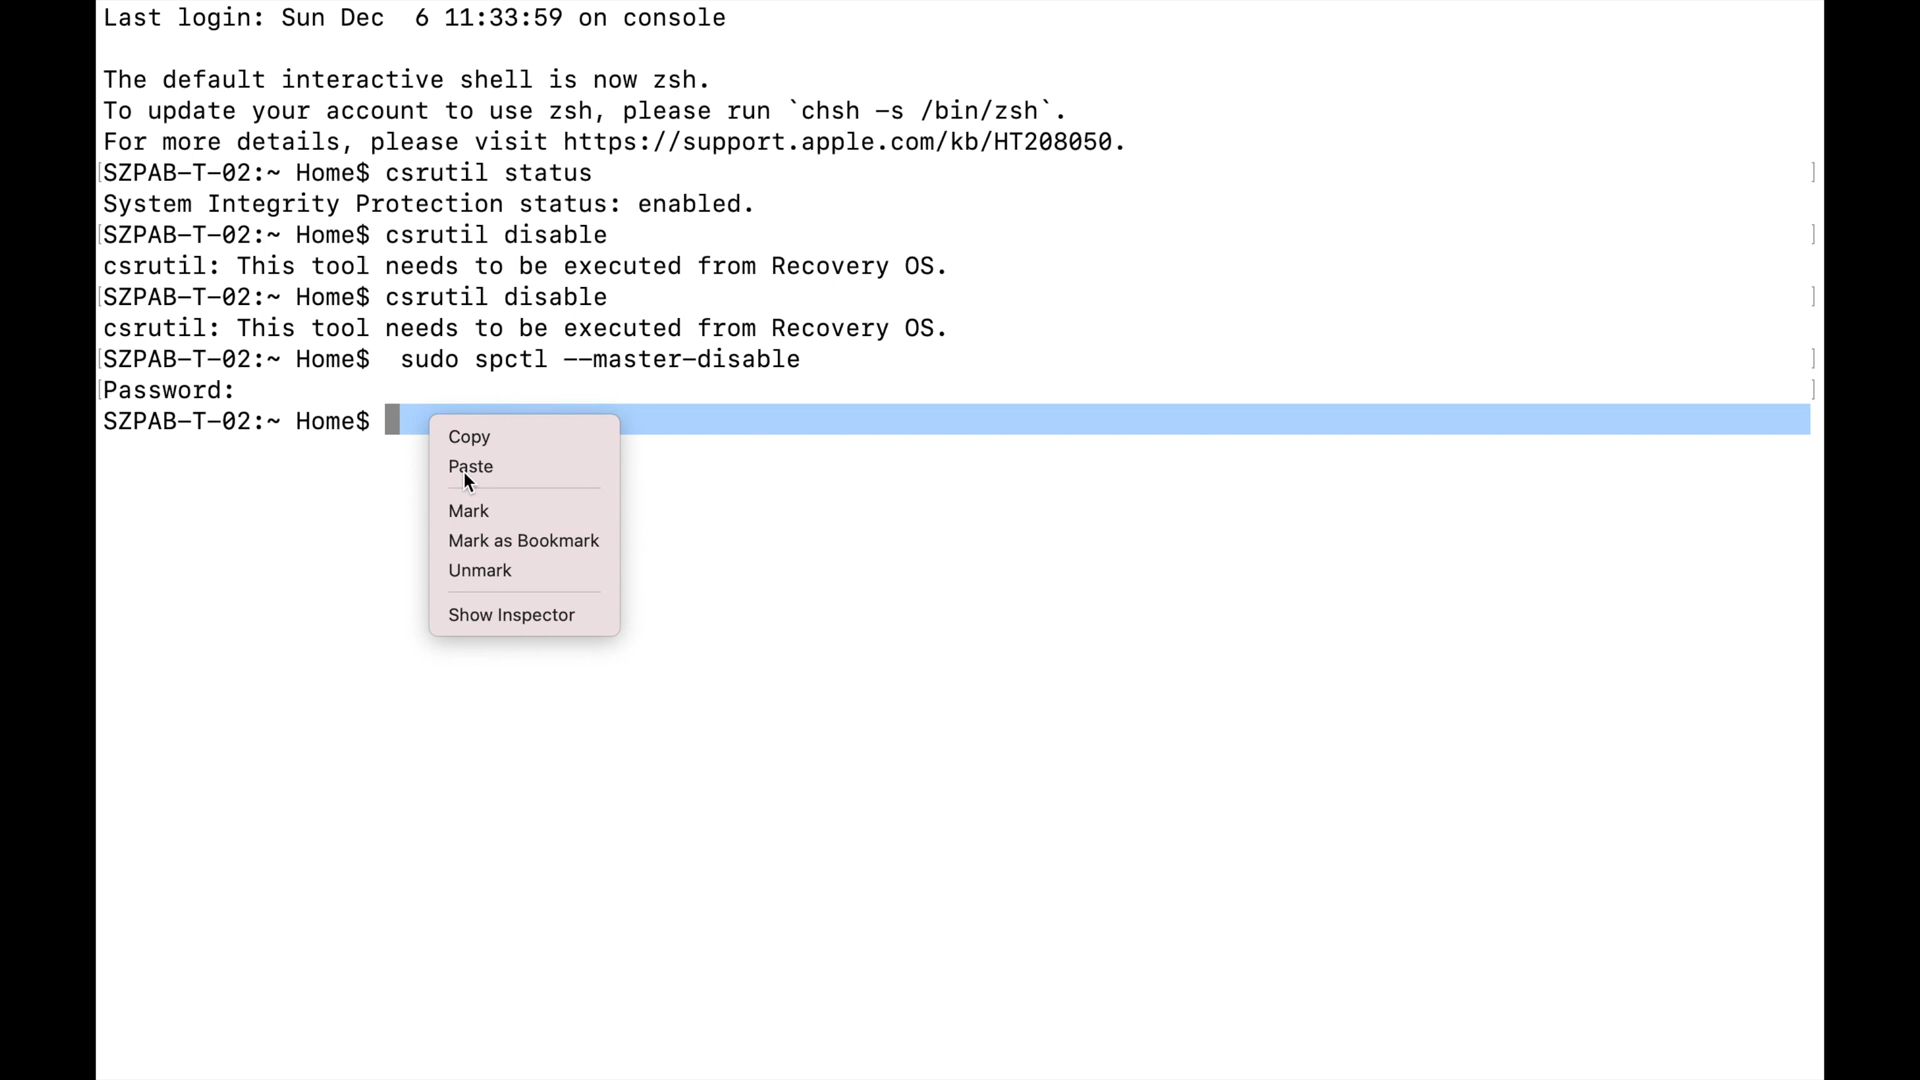 Last login: Sun Dec  6 11:33:59 on console
The default interactive shell is now zsh.
To update your account to use zsh, please run `chsh -s /bin/zsh`.
For more details, please visit https://support.apple.com/kb/HT208050.
[SZPAB-T-02:~ Home$ csrutil status ]
System Integrity Protection status: enabled.
[SZPAB-T-02:~ Home$ csrutil disable ]
csrutil: This tool needs to be executed from Recovery OS.
[SZPAB-T-02:~ Home$ csrutil disable ]
csrutil: This tool needs to be executed from Recovery OS.
[SZPAB-T-02:~ Home$  sudo spctl --master-disable ]
[Password: ]
SZPAB-T-02:~ Home$
Copy
Paste
Mark
Mark as Bookmark
Unmark
Show Inspector